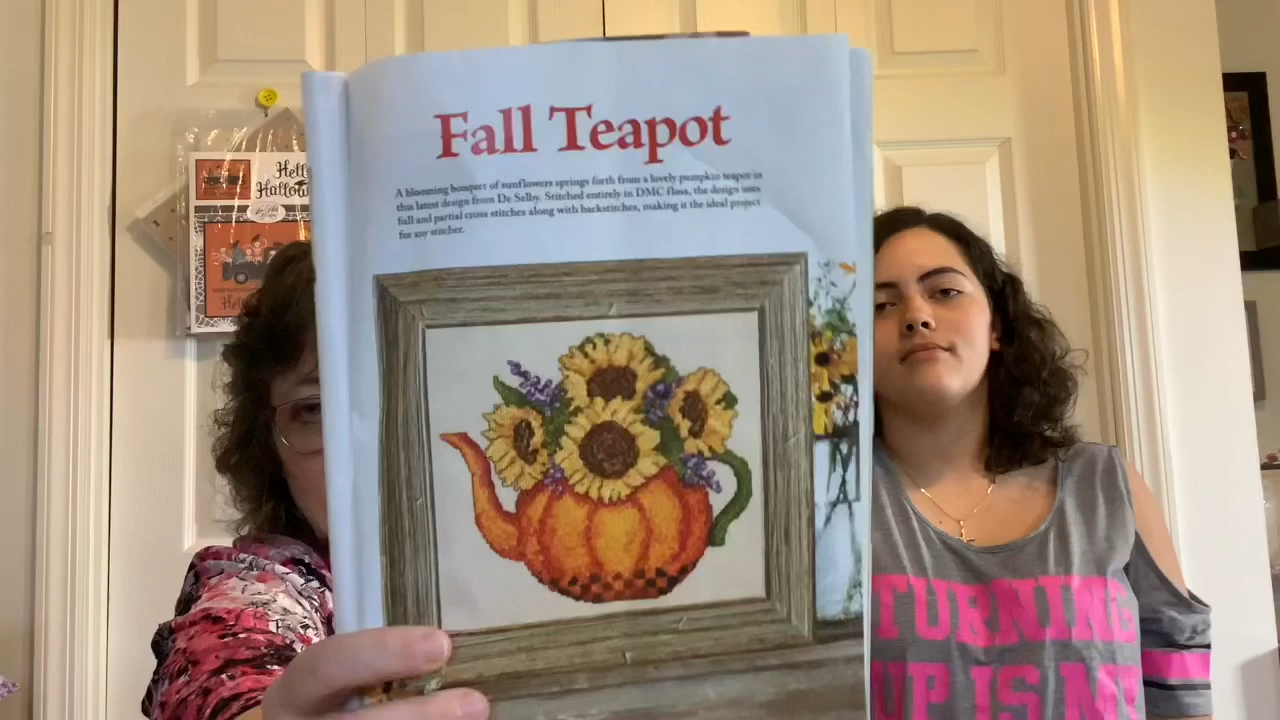 Fall Teapot
A blooming bouquet of sunflowers springs forth from a lovely pumpkin teapot in
this latest design from De Selby. Stitched entirely in DMC floss, the design uses
full and partial cross stitches along with backstitches, making it the ideal project
for any stitcher.
Hello
Hallow
TURNING
UP IS MY